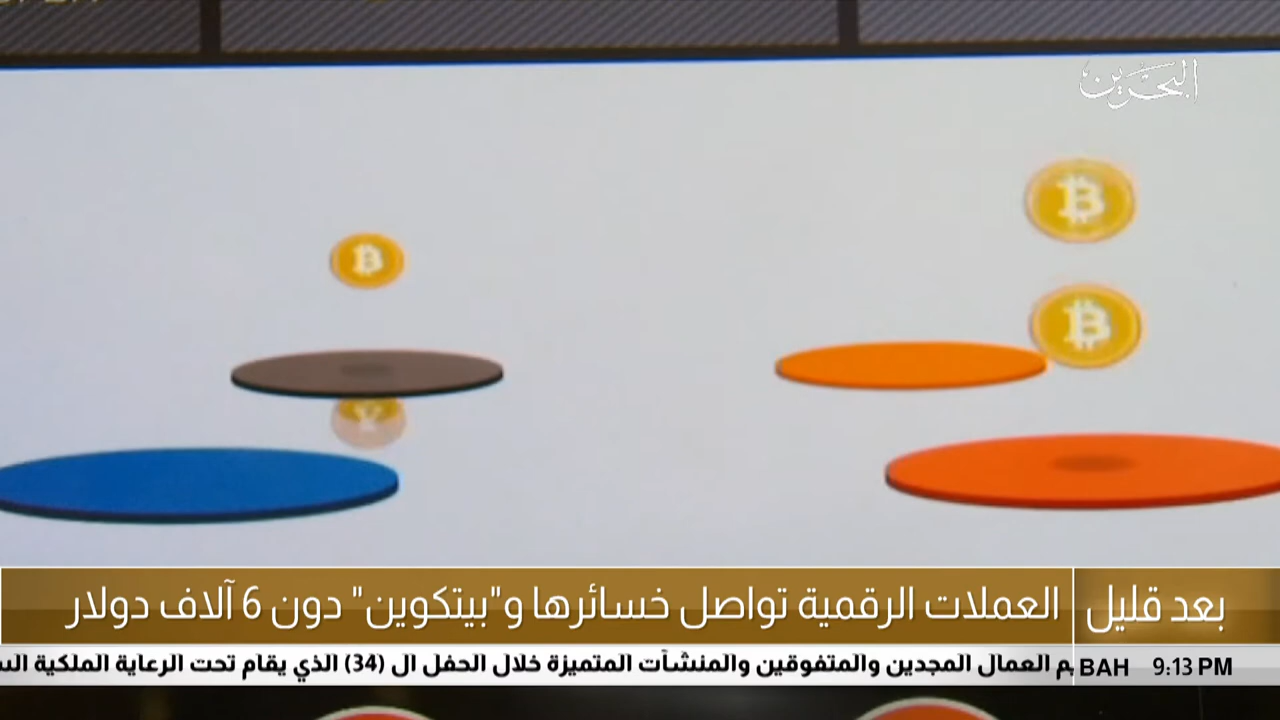 البحرين
بعد قليل
العملات الرقمية تواصل خسائرها و"بيتكوين" دون 6 آلاف دولار
العمال المجدين والمتفوقين والمنشآت المتميزة خلال الحفل ال (34) الذي يقام تحت الرعاية الملكية
BAH 9:13 PM